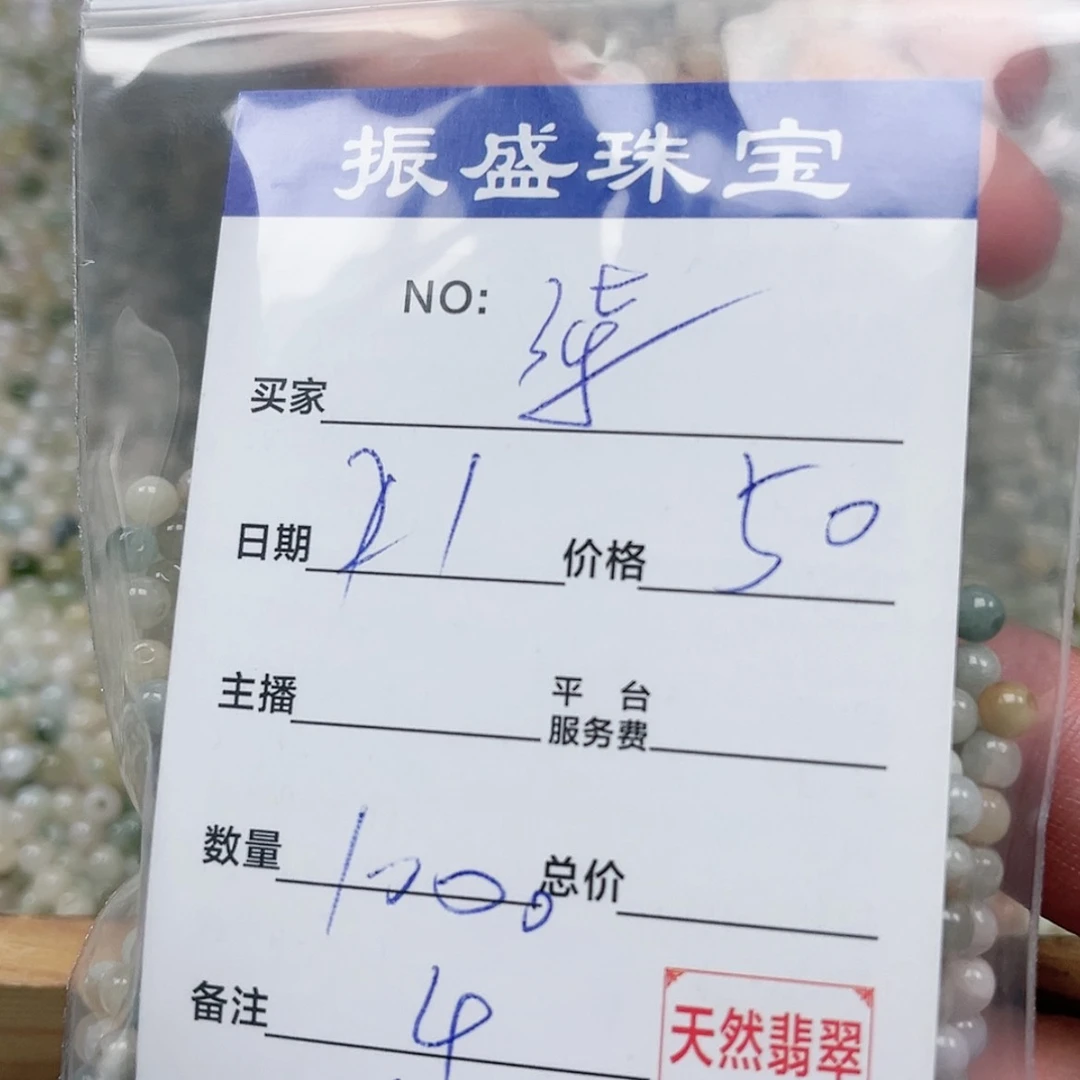 振盛珠宝
NO:
买家
日期 21 价格 50
主播 平台服务费
数量 1000 总价
备注 4
天然翡翠